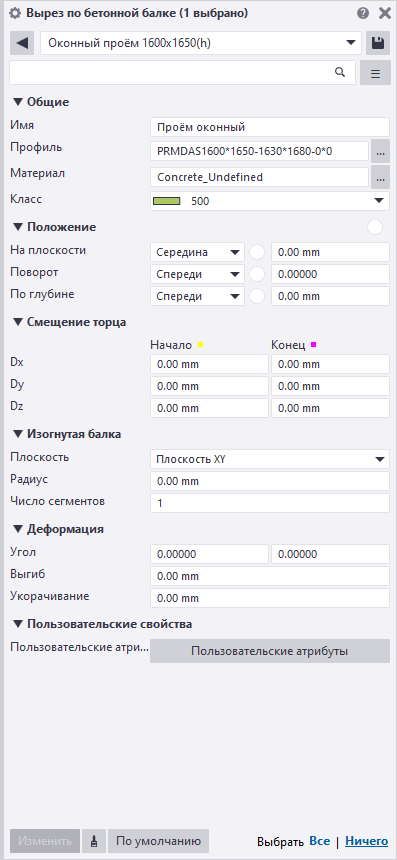 Вырез по бетонной балке (1 выбрано)
Оконный проём 1600x1650(h)
Общие
Имя Проём оконный
Профиль PRMDAS1600*1650-1630*1680-0*0 ...
Материал Concrete_Undefined ...
Класс 500
Положение
На плоскости Середина 0.00 mm
Поворот Спереди 0.00000
По глубине Спереди 0.00 mm
Смещение торца
Начало Конец
Dx 0.00 mm 0.00 mm
Dy 0.00 mm 0.00 mm
Dz 0.00 mm 0.00 mm
Изогнутая балка
Плоскость Плоскость XY
Радиус 0.00 mm
Число сегментов 1
Деформация
Угол 0.00000 0.00000
Выгиб 0.00 mm
Укорачивание 0.00 mm
Пользовательские свойства
Пользовательские атри... Пользовательские атрибуты
Изменить По умолчанию Выбрать Все | Ничего